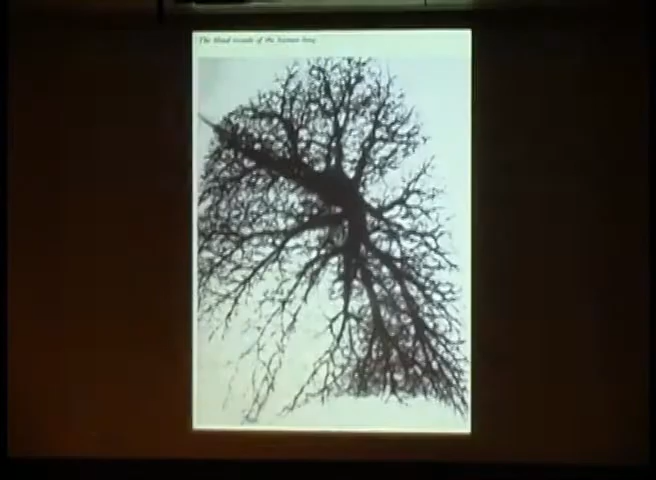 The blood vessels of the human lung